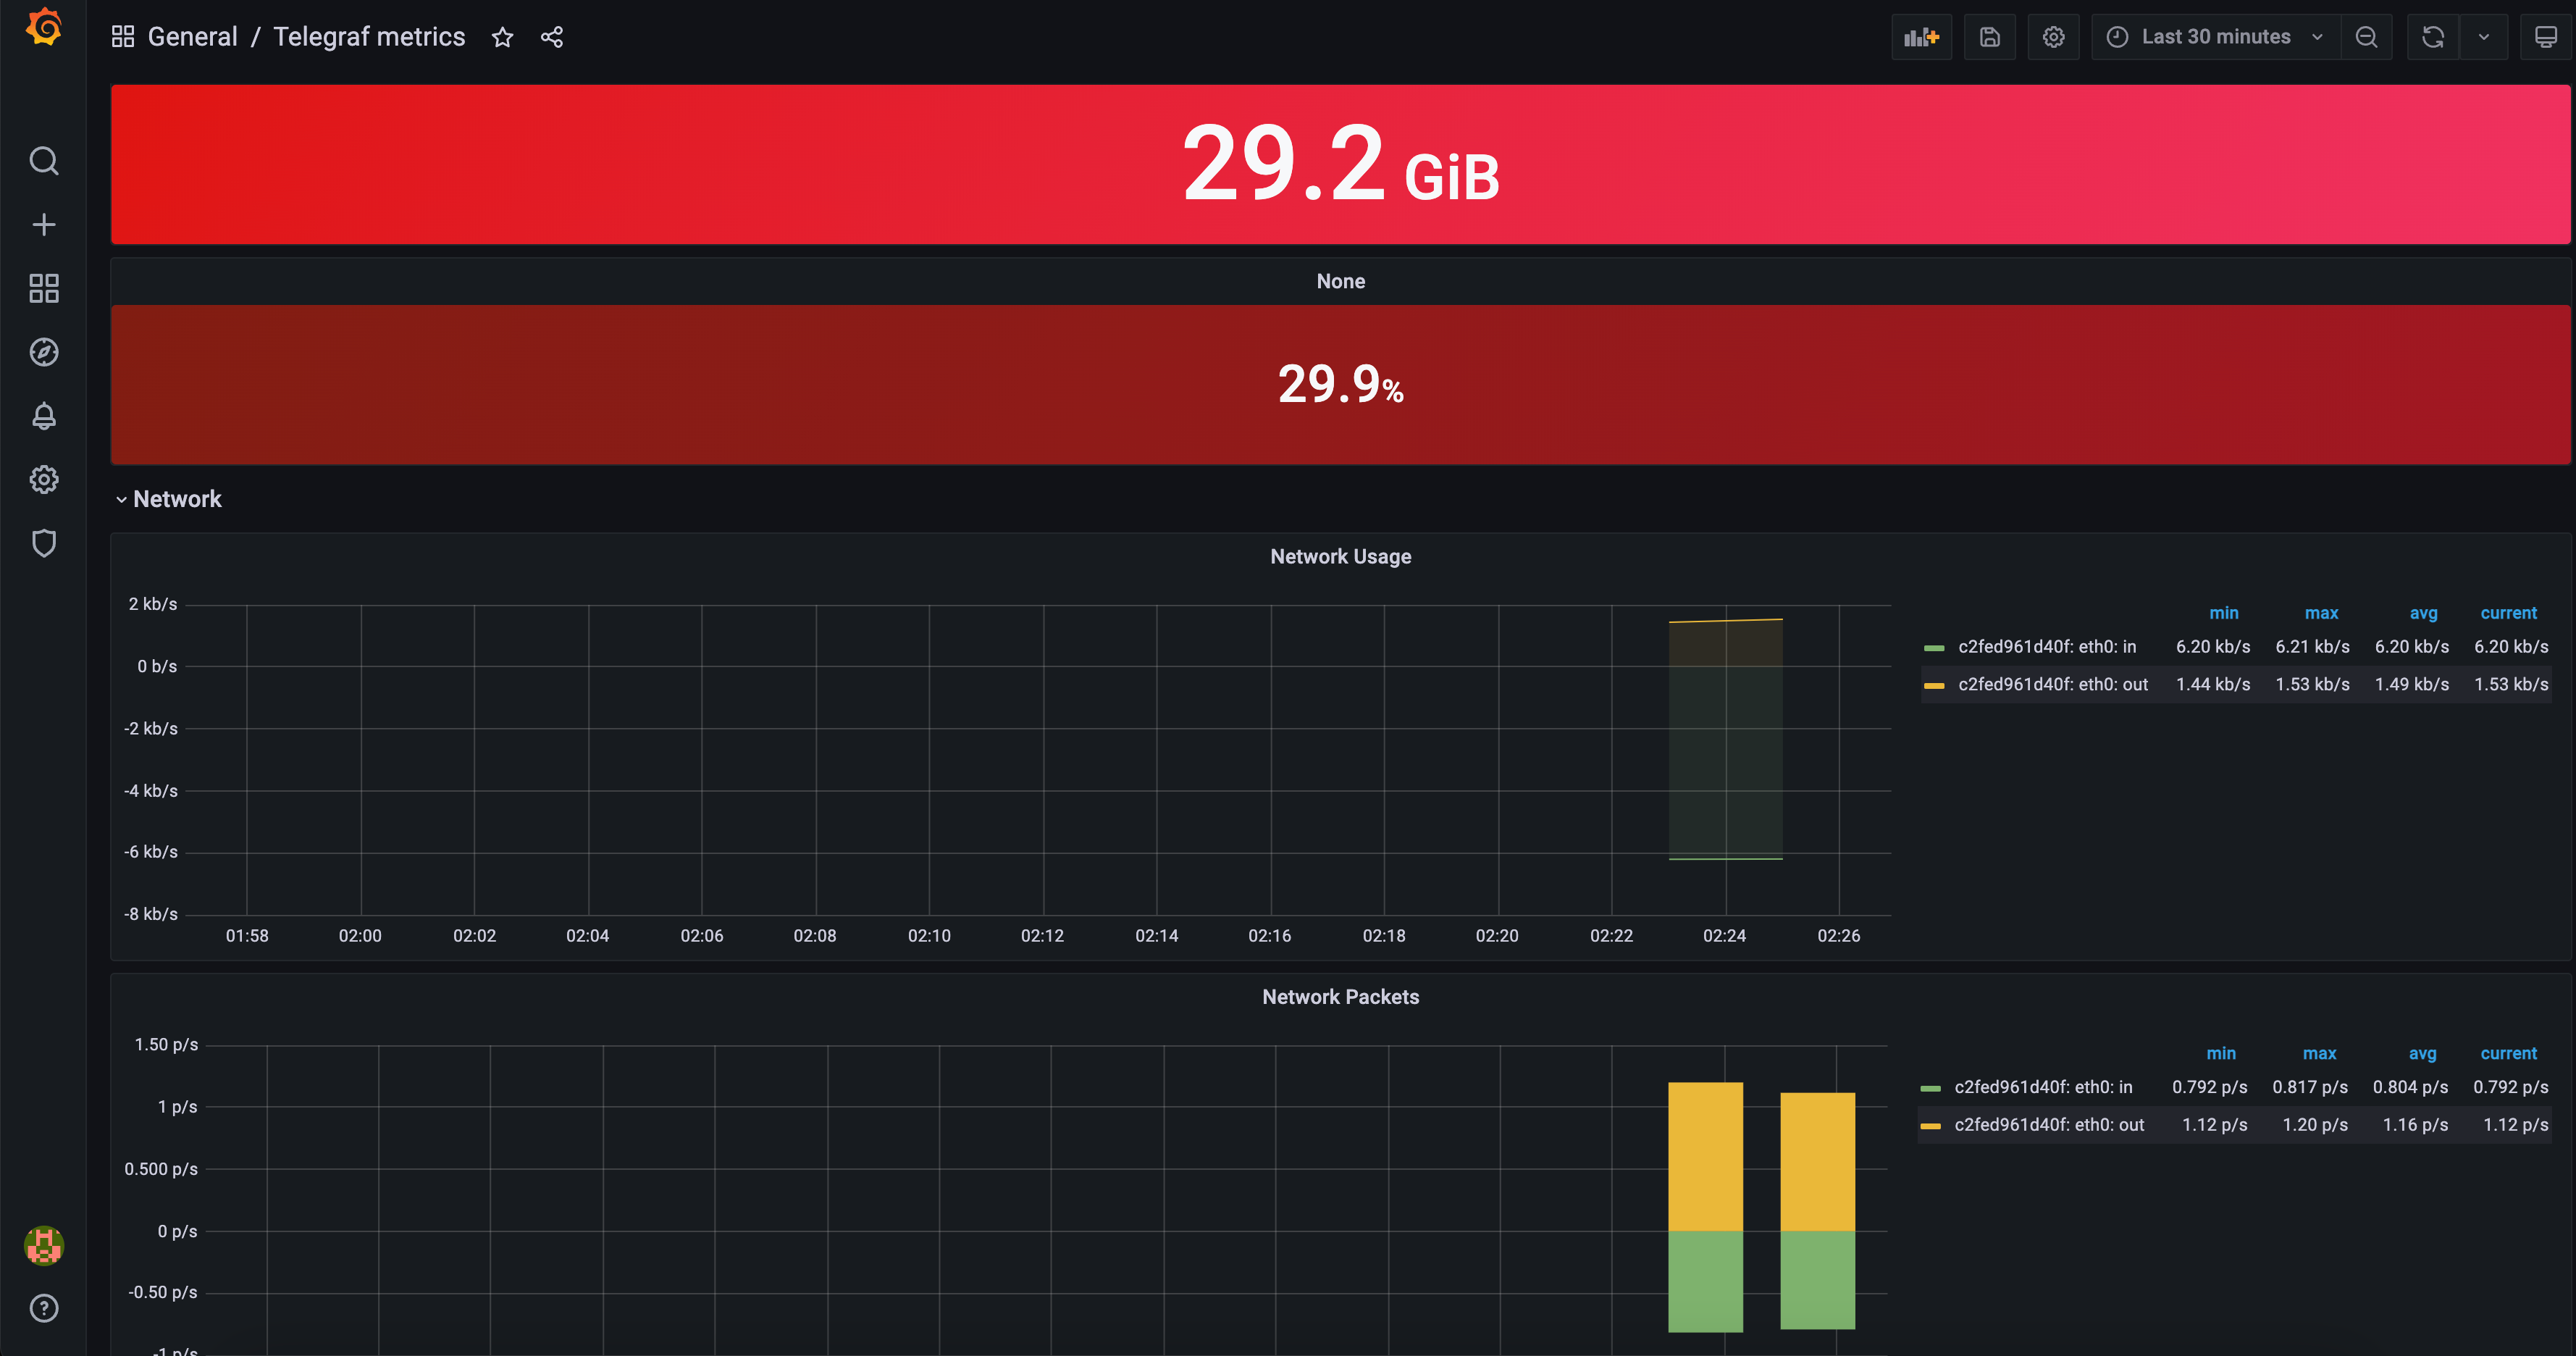 General / Telegraf metrics
Last 30 minutes
29.2 GiB
None
29.9%
Network
Network Usage
2 kb/s
0 b/s
-2 kb/s
-4 kb/s
-6 kb/s
-8 kb/s
01:58 02:00 02:02 02:04 02:06 02:08 02:10 02:12 02:14 02:16 02:18 02:20 02:22 02:24 02:26
min max avg current
c2fed961d40f: eth0: in 6.20 kb/s 6.21 kb/s 6.20 kb/s 6.20 kb/s
c2fed961d40f: eth0: out 1.44 kb/s 1.53 kb/s 1.49 kb/s 1.53 kb/s
Network Packets
1.50 p/s
1 p/s
0.500 p/s
0 p/s
-0.50 p/s
-1 p/s
min max avg current
c2fed961d40f: eth0: in 0.792 p/s 0.817 p/s 0.804 p/s 0.792 p/s
c2fed961d40f: eth0: out 1.12 p/s 1.20 p/s 1.16 p/s 1.12 p/s